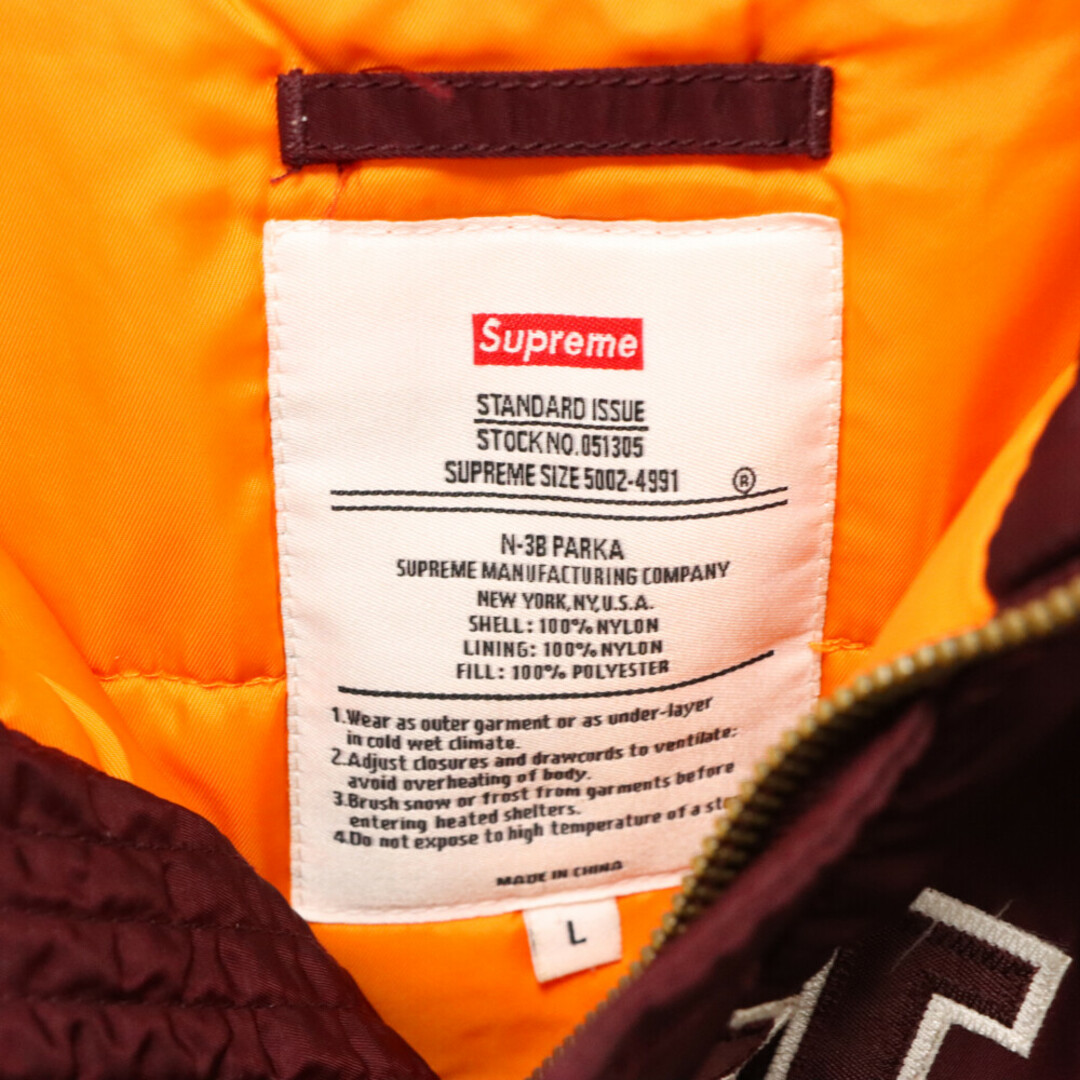 Supreme
STANDARD ISSUE
STOCK NO. 051305
SUPREME SIZE 5002-4991 ®
N-3B PARKA
SUPREME MANUFACTURING COMPANY
NEW YORK, NY, U.S.A.
SHELL: 100% NYLON
LINING: 100% NYLON
FILL: 100% POLYESTER
1. Wear as outer garment or as under-layer
in cold wet climate.
2. Adjust closures and drawcords to ventilate;
avoid overheating of body.
3. Brush snow or frost from garments before
entering heated shelters.
4. Do not expose to high temperature of a
MADE IN CHINA
L